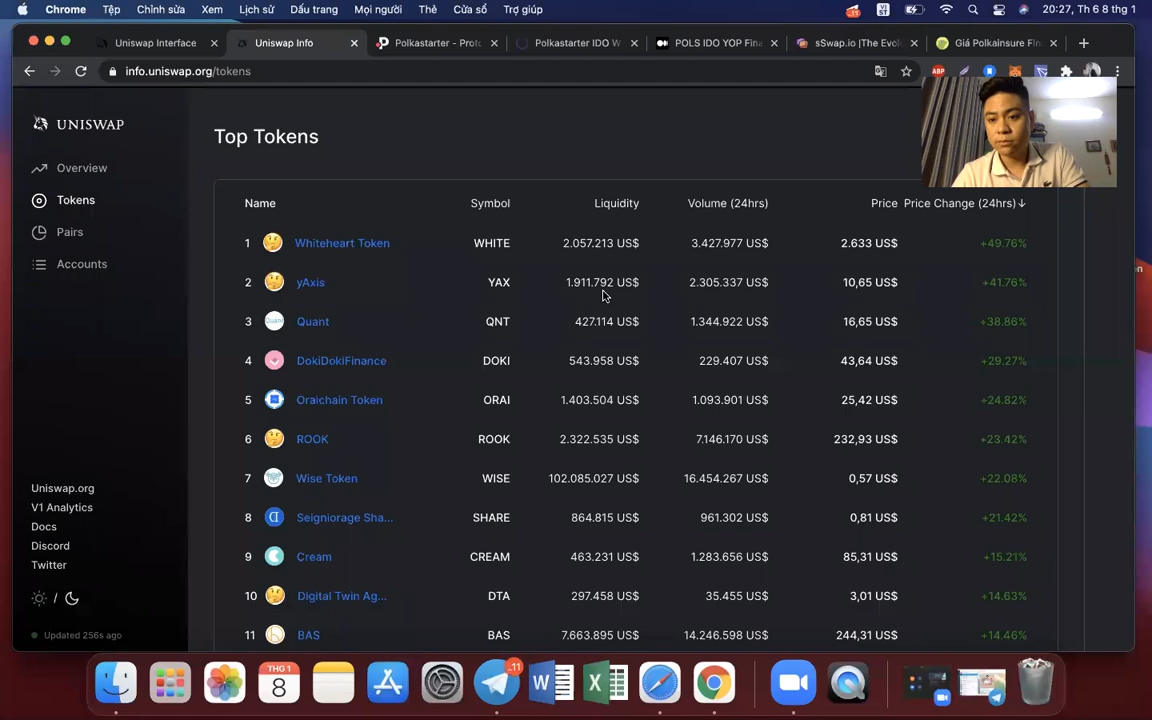 Chrome Tệp Chỉnh sửa Xem Lịch sử Dấu trang Mọi người Thẻ Cửa sổ Trợ giúp 20:27, Th 6 8 thg 1
Uniswap Interface Uniswap Info Polkastarter - Proto Polkastarter IDO W POLS IDO YOP Fina sSwap.io |The Evol Giá Polkainsure FIn
info.uniswap.org/tokens
ABP
UNISWAP
Overview
Tokens
Pairs
Accounts
Top Tokens
Name Symbol Liquidity Volume (24hrs) Price Price Change (24hrs) ↓
1 Whiteheart Token WHITE 2.057.213 US$ 3.427.977 US$ 2.633 US$ +49.76%
2 yAxis YAX 1.911.792 US$ 2.305.337 US$ 10,65 US$ +41.76%
3 Quant QNT 427.114 US$ 1.344.922 US$ 16,65 US$ +38.86%
4 DokiDokiFinance DOKI 543.958 US$ 229.407 US$ 43,64 US$ +29.27%
5 Oraichain Token ORAI 1.403.504 US$ 1.093.901 US$ 25,42 US$ +24.82%
6 ROOK ROOK 2.322.535 US$ 7.146.170 US$ 232,93 US$ +23.42%
7 Wise Token WISE 102.085.027 US$ 16.454.267 US$ 0,57 US$ +22.08%
8 Seigniorage Sha... SHARE 864.815 US$ 961.302 US$ 0,81 US$ +21.42%
9 Cream CREAM 463.231 US$ 1.283.656 US$ 85,31 US$ +15.21%
10 Digital Twin Ag... DTA 297.458 US$ 35.455 US$ 3,01 US$ +14.63%
11 BAS BAS 7.663.895 US$ 14.246.598 US$ 244,31 US$ +14.46%
Uniswap.org
V1 Analytics
Docs
Discord
Twitter
/
Updated 256s ago
THG 1
8
W
X